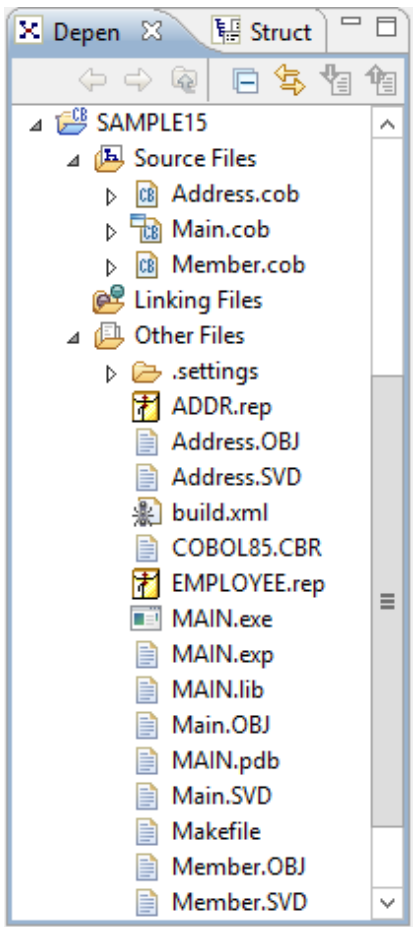 Depen Struct
SAMPLE15
Source Files
Address.cob
Main.cob
Member.cob
Linking Files
Other Files
.settings
ADDR.rep
Address.OBJ
Address.SVD
build.xml
COBOL85.CBR
EMPLOYEE.rep
MAIN.exe
MAIN.exp
MAIN.lib
Main.OBJ
MAIN.pdb
Main.SVD
Makefile
Member.OBJ
Member.SVD